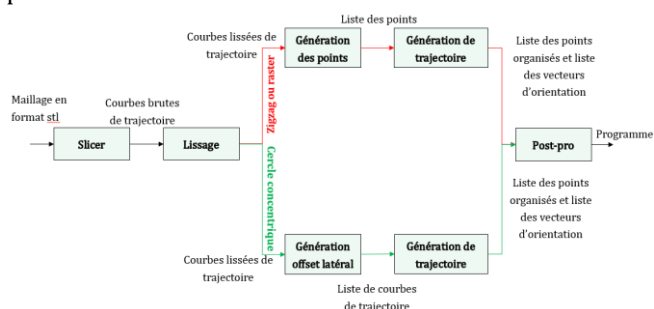 Liste des points
Courbes lissées de
trajectoire
Génération
des points
Génération de
trajectoire
Liste des points
organisés et liste
des vecteurs
d'orientation
Zigzag ou raster
Maillage en
format stl
Courbes brutes
de trajectoire
Slicer
Lissage
Post-pro
Programme
Cercle concentrique
Liste des points
organisés et liste
des vecteurs
d'orientation
Courbes lissées de
trajectoire
Génération
offset latéral
Génération de
trajectoire
Liste de courbes
de trajectoire